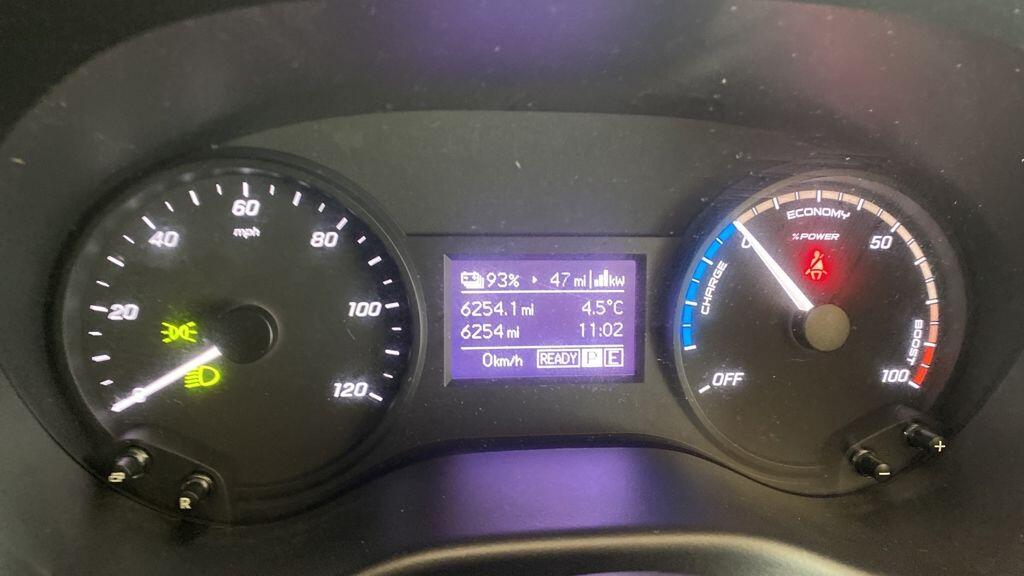 60
mph
40
80
20
100
0
120
S
R
93% 47 mi kW
6254.1 mi 4.5°C
6254 mi 11:02
0km/h READY P E
ECONOMY
% POWER
0
50
CHARGE
BOOST
OFF
100
- +